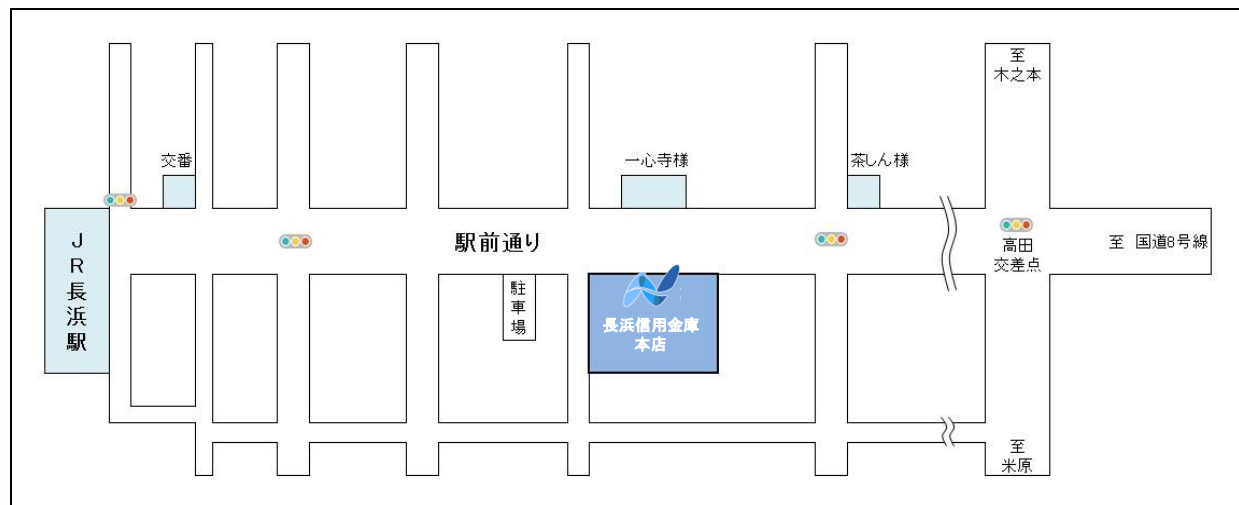 至
木之本
交番
一心寺様
茶しん様
JR長浜駅
駅前通り
高田
交差点
至 国道8号線
駐車場
長浜信用金庫
本店
至
米原